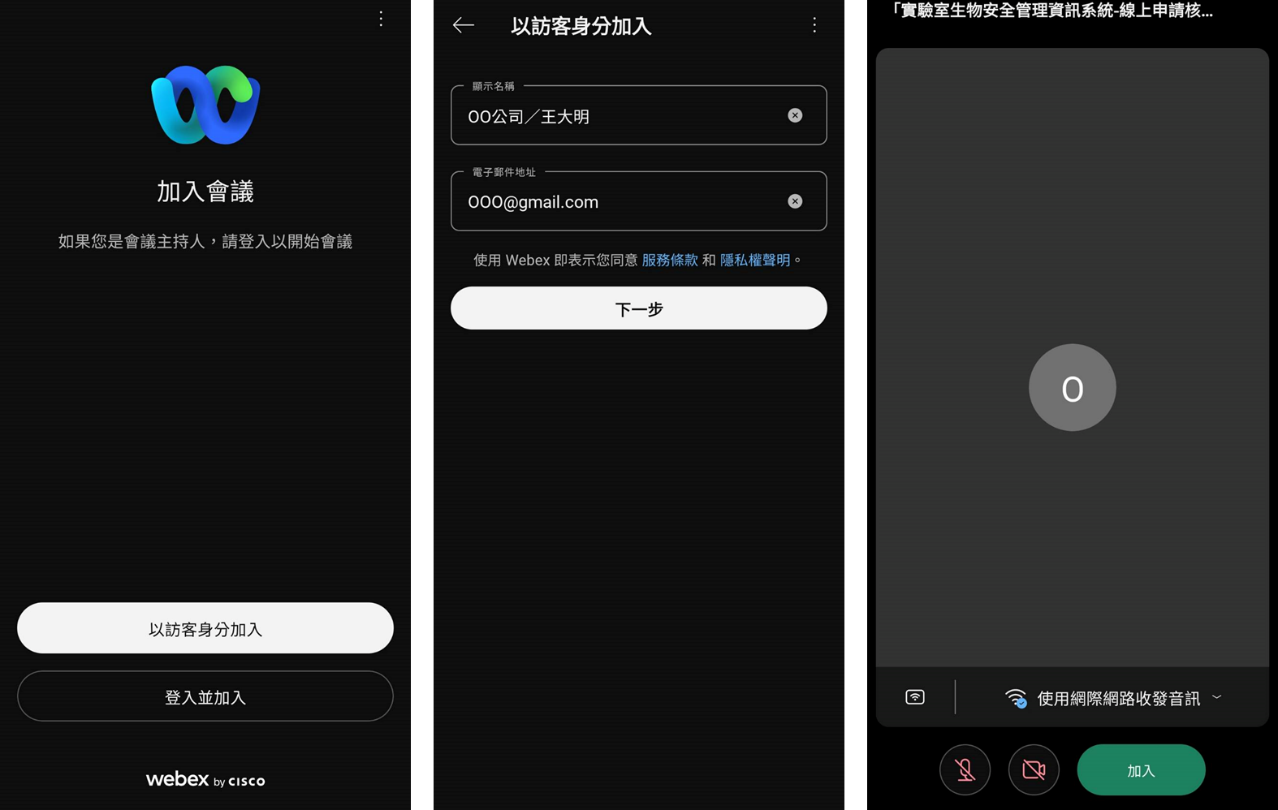 加入會議
如果您是會議主持人，請登入以開始會議
以訪客身分加入
登入並加入
webex by CISCO
以訪客身分加入
顯示名稱
OO公司／王大明
電子郵件地址
OOO@gmail.com
使用 Webex 即表示您同意 服務條款 和 隱私權聲明。
下一步
「實驗室生物安全管理資訊系統-線上申請核...
O
使用網際網路收發音訊
加入